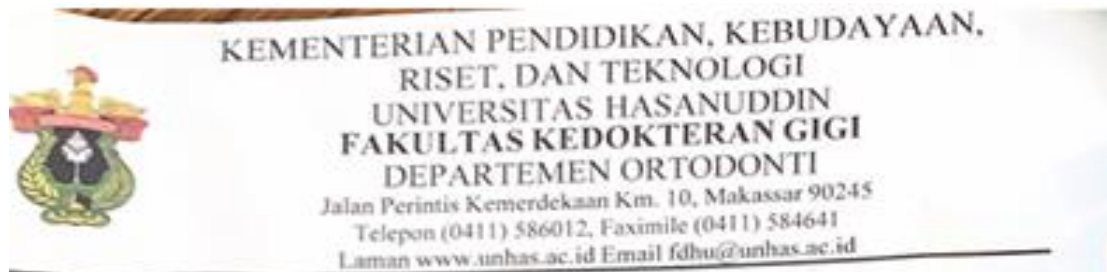 KEMENTERIAN PENDIDIKAN, KEBUDAYAAN,
RISET, DAN TEKNOLOGI
UNIVERSITAS HASANUDDIN
FAKULTAS KEDOKTERAN GIGI
DEPARTEMEN ORTODONTI
Jalan Perintis Kemerdekaan Km. 10, Makassar 90245
Telepon (0411) 586012, Faximile (0411) 584641
Laman www.unhas.ac.id Email fdhu@unhas.ac.id